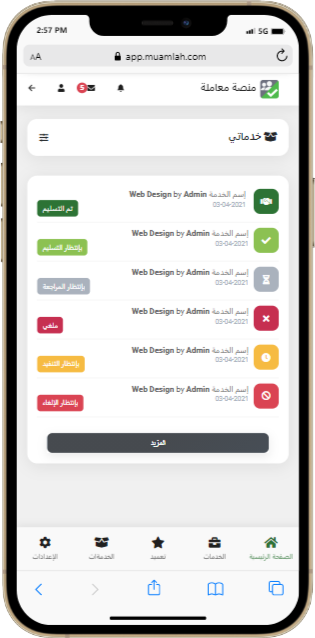 2:57 PM
5G
AA
app.muamlah.com
منصة معاملة
5
خدماتي
إسم الخدمة Web Design by Admin
03-04-2021
تم التسليم
إسم الخدمة Web Design by Admin
03-04-2021
بإنتظار التسليم
إسم الخدمة Web Design by Admin
03-04-2021
بإنتظار المراجعة
إسم الخدمة Web Design by Admin
03-04-2021
ملغي
إسم الخدمة Web Design by Admin
03-04-2021
بإنتظار التنفيذ
إسم الخدمة Web Design by Admin
03-04-2021
بإنتظار الإلغاء
المزيد
الصفحة الرئيسية
الخدمات
تعميد
الخدمات
الإعدادات